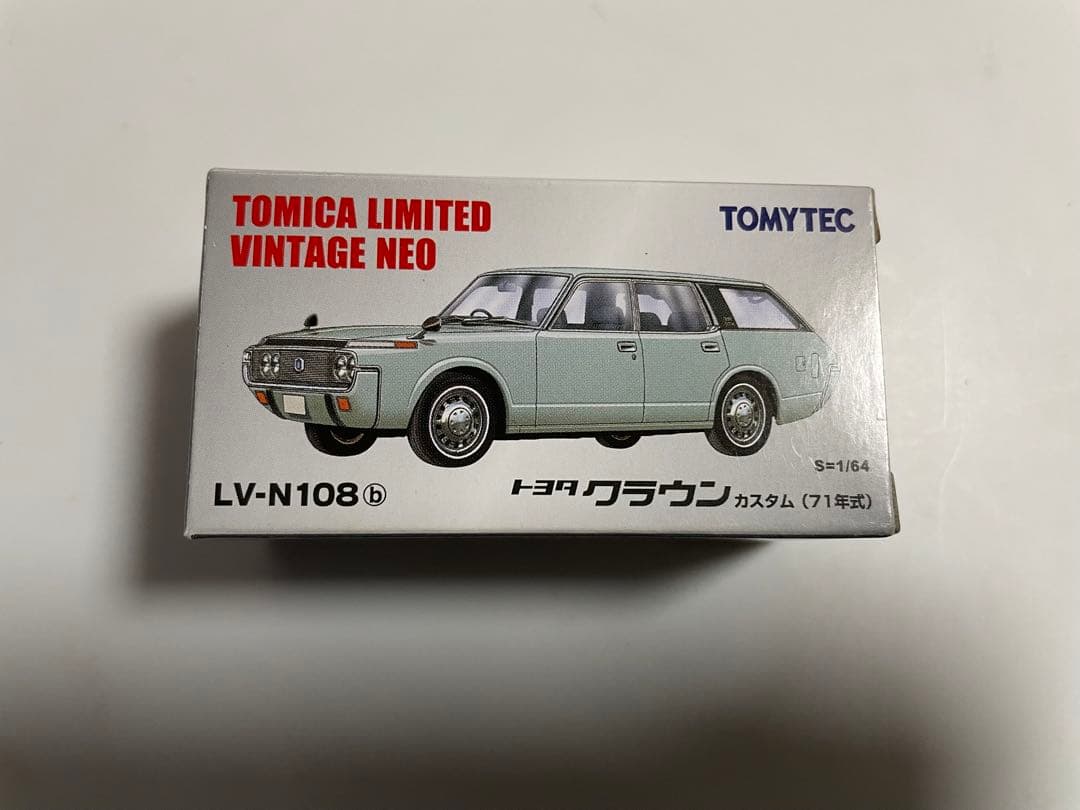 TOMICA LIMITED
VINTAGE NEO
TOMYTEC
S=1/64
LV-N108ⓑ
トヨタ クラウン カスタム（71年式）